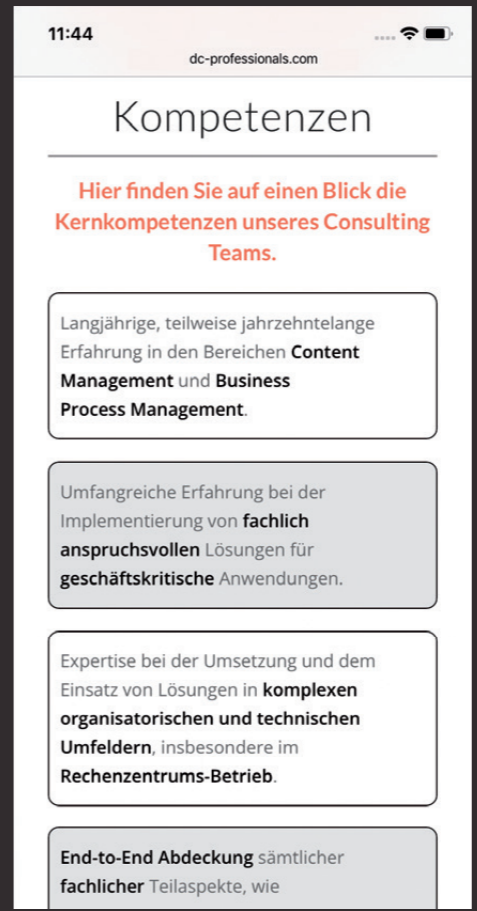 11:44
dc-professionals.com
Kompetenzen
Hier finden Sie auf einen Blick die
Kernkompetenzen unseres Consulting
Teams.
Langjährige, teilweise jahrzehntelange
Erfahrung in den Bereichen Content
Management und Business
Process Management.
Umfangreiche Erfahrung bei der
Implementierung von fachlich
anspruchsvollen Lösungen für
geschäftskritische Anwendungen.
Expertise bei der Umsetzung und dem
Einsatz von Lösungen in komplexen
organisatorischen und technischen
Umfeldern, insbesondere im
Rechenzentrums-Betrieb.
End-to-End Abdeckung sämtlicher
fachlicher Teilaspekte, wie